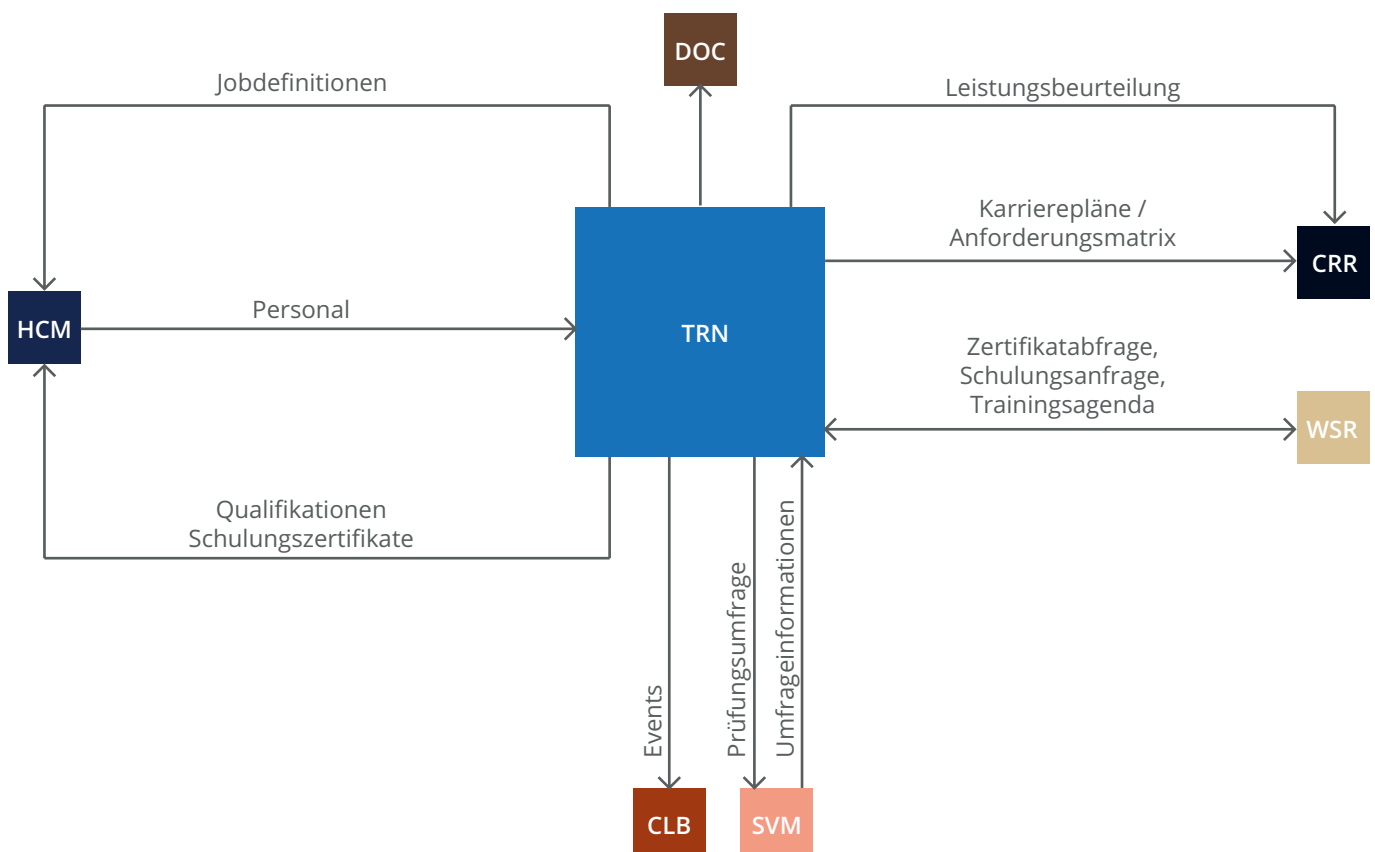 DOC
Jobdefinitionen
Leistungsbeurteilung
Karrierepläne /
Anforderungsmatrix
CRR
HCM
Personal
TRN
Zertifikatabfrage,
Schulungsanfrage,
Trainingsagenda
WSR
Qualifikationen
Schulungszertifikate
Events
Prüfungsumfrage
Umfrageinformationen
CLB
SVM